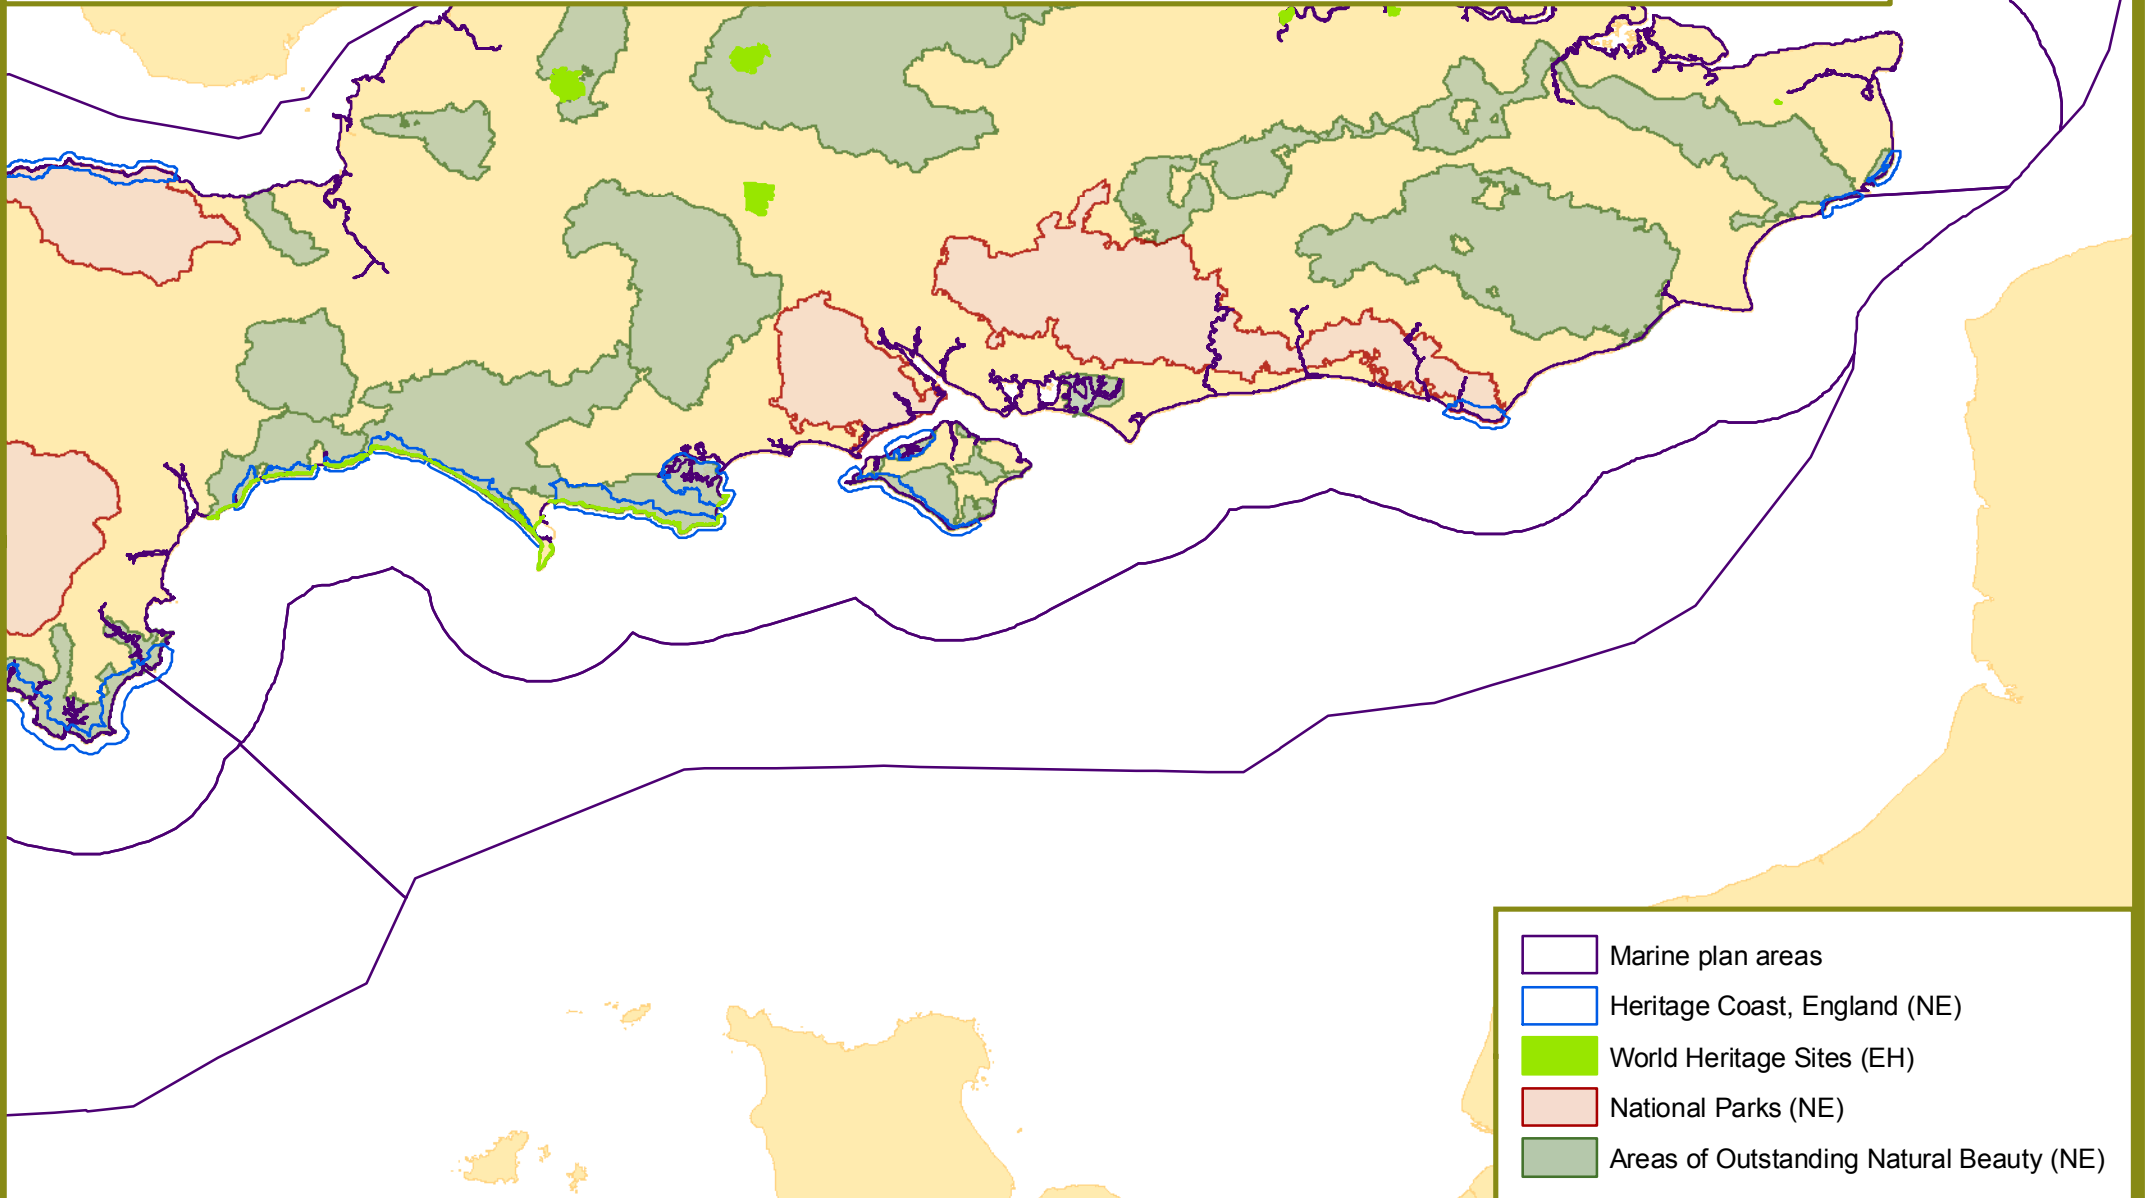 Marine plan areas
Heritage Coast, England (NE)
World Heritage Sites (EH)
National Parks (NE)
Areas of Outstanding Natural Beauty (NE)